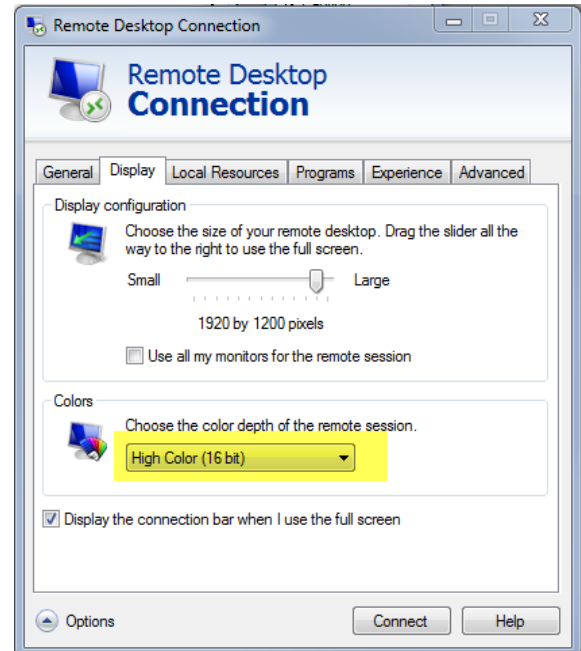 Remote Desktop Connection
Remote Desktop
Connection
General Display Local Resources Programs Experience Advanced
Display configuration
Choose the size of your remote desktop. Drag the slider all the
way to the right to use the full screen.
Small Large
1920 by 1200 pixels
Use all my monitors for the remote session
Colors
Choose the color depth of the remote session.
High Color (16 bit)
Display the connection bar when I use the full screen
Options Connect Help